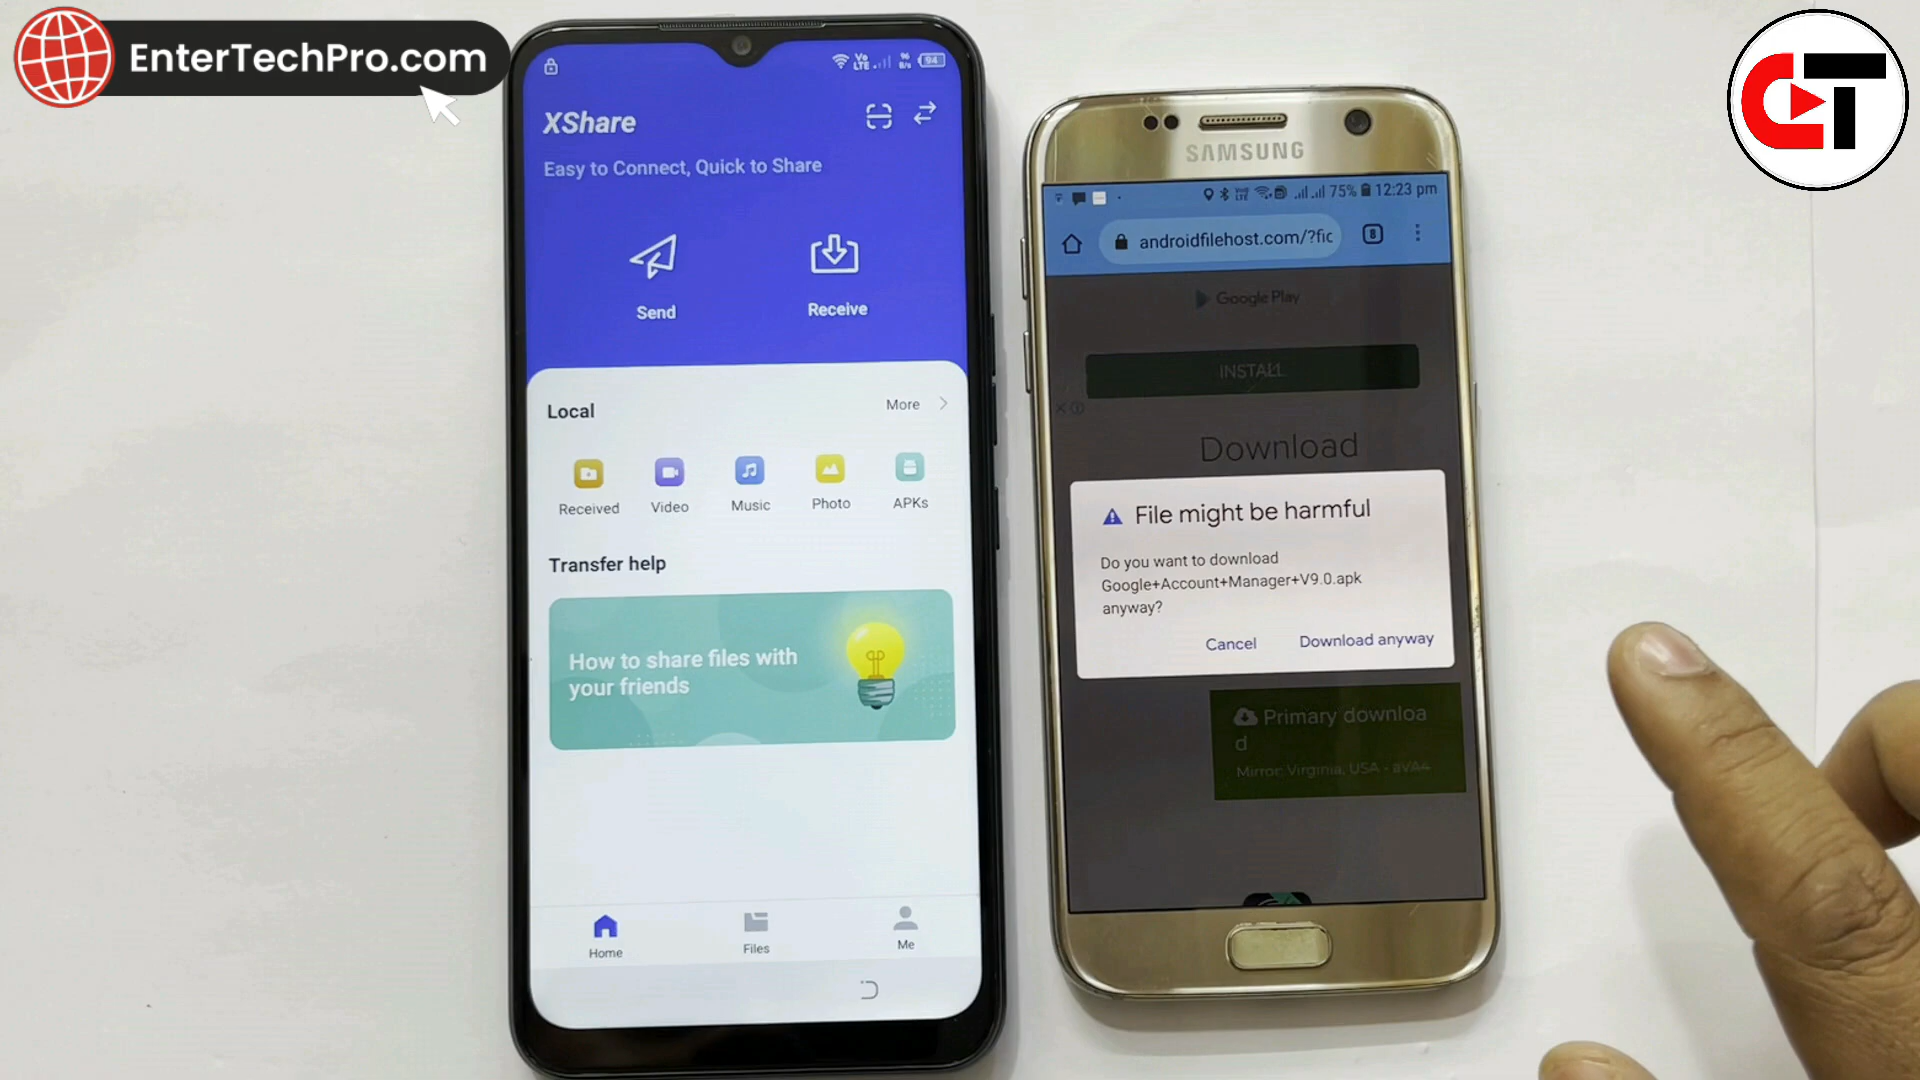 EnterTechPro.com
XShare
Easy to Connect, Quick to Share
Send
Receive
Local
More
Received
Video
Music
Photo
APKs
Transfer help
How to share files with
your friends
Home
Files
Me
94
SAMSUNG
75% 12:23 pm
androidfilehost.com/?fic
8
Google Play
INSTALL
Download
File might be harmful
Do you want to download
Google+Account+Manager+V9.0.apk
anyway?
Cancel
Download anyway
Primary downloa
d
Mirror: Virginia, USA -